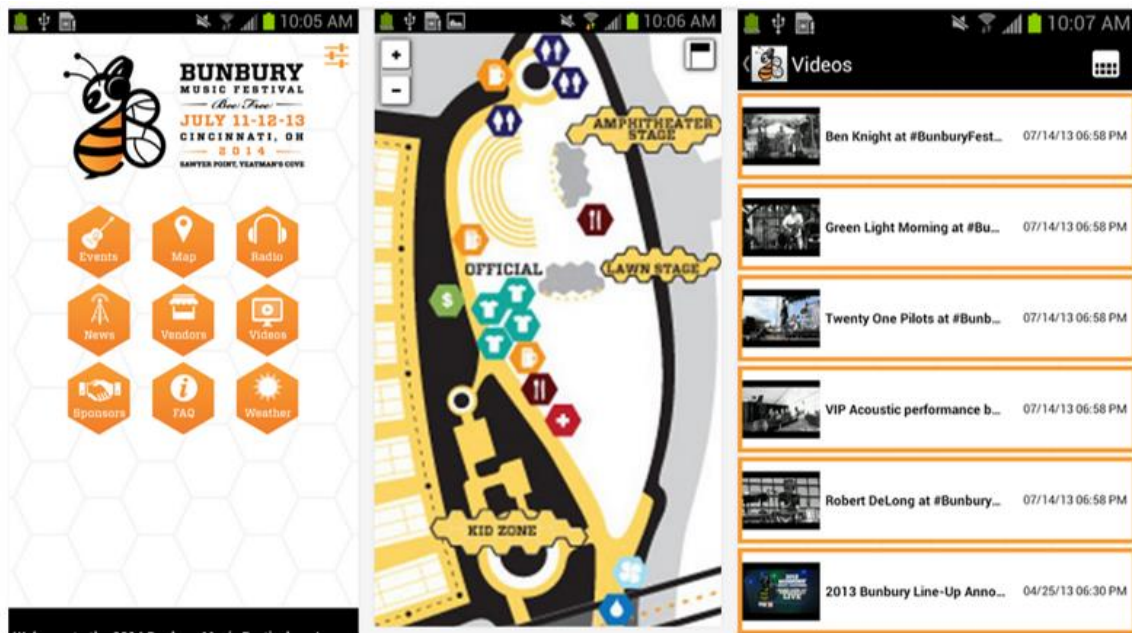 10:05 AM
BUNBURY
MUSIC FESTIVAL
Bee Free
JULY 11-12-13
CINCINNATI, OH
2014
SAWYER POINT, YEATMAN'S COVE
Events
Map
Radio
News
Vendors
Videos
Sponsors
FAQ
Weather
10:06 AM
+
-
AMPHITHEATER
STAGE
OFFICIAL
LAWN STAGE
$
KID ZONE
10:07 AM
Videos
Ben Knight at #BunburyFest... 07/14/13 06:58 PM
Green Light Morning at #Bu... 07/14/13 06:58 PM
Twenty One Pilots at #Bunb... 07/14/13 06:58 PM
VIP Acoustic performance b... 07/14/13 06:58 PM
Robert DeLong at #Bunbury... 07/14/13 06:58 PM
2013 Bunbury Line-Up Anno... 04/25/13 06:30 PM